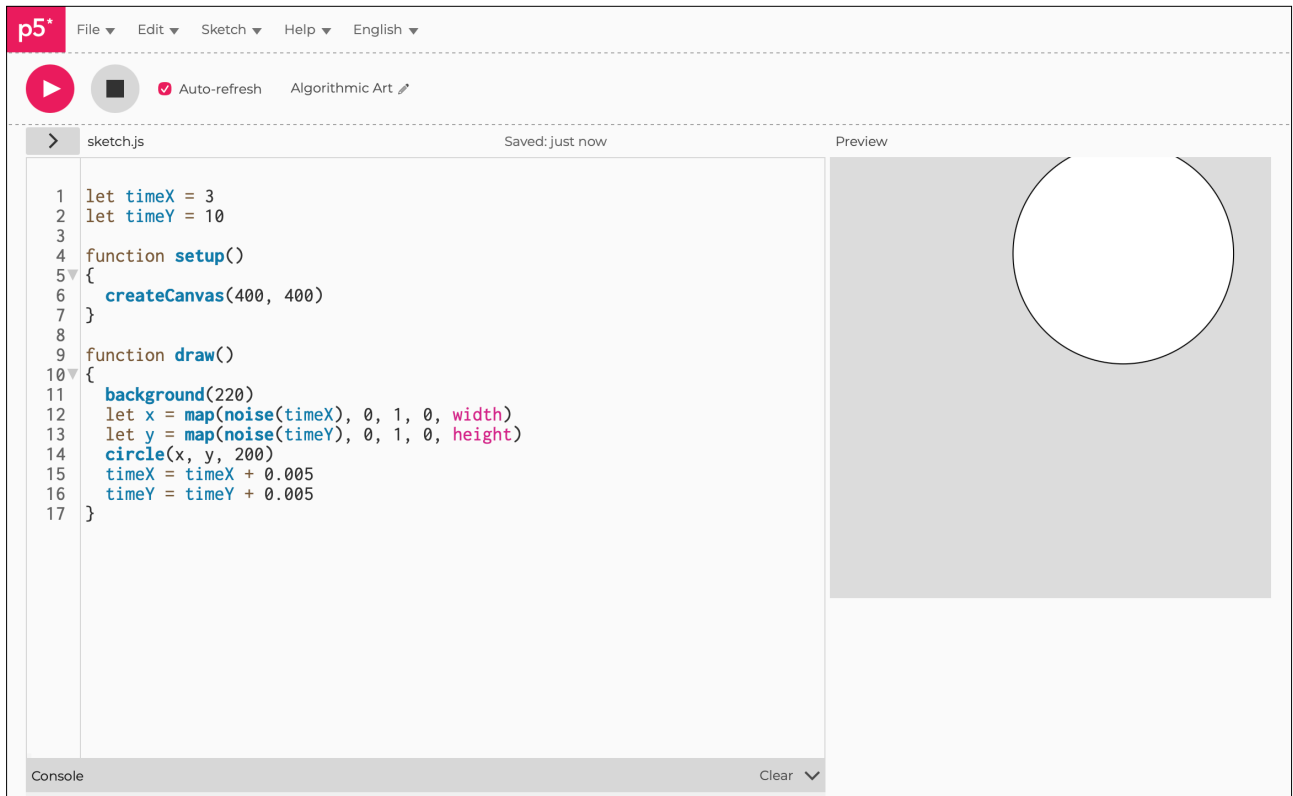 p5* File Edit Sketch Help English
Auto-refresh Algorithmic Art
sketch.js Saved: just now Preview
1 let timeX = 3
2 let timeY = 10
3
4 function setup()
5 {
6 createCanvas(400, 400)
7 }
8
9 function draw()
10 {
11 background(220)
12 let x = map(noise(timeX), 0, 1, 0, width)
13 let y = map(noise(timeY), 0, 1, 0, height)
14 circle(x, y, 200)
15 timeX = timeX + 0.005
16 timeY = timeY + 0.005
17 }
Console Clear